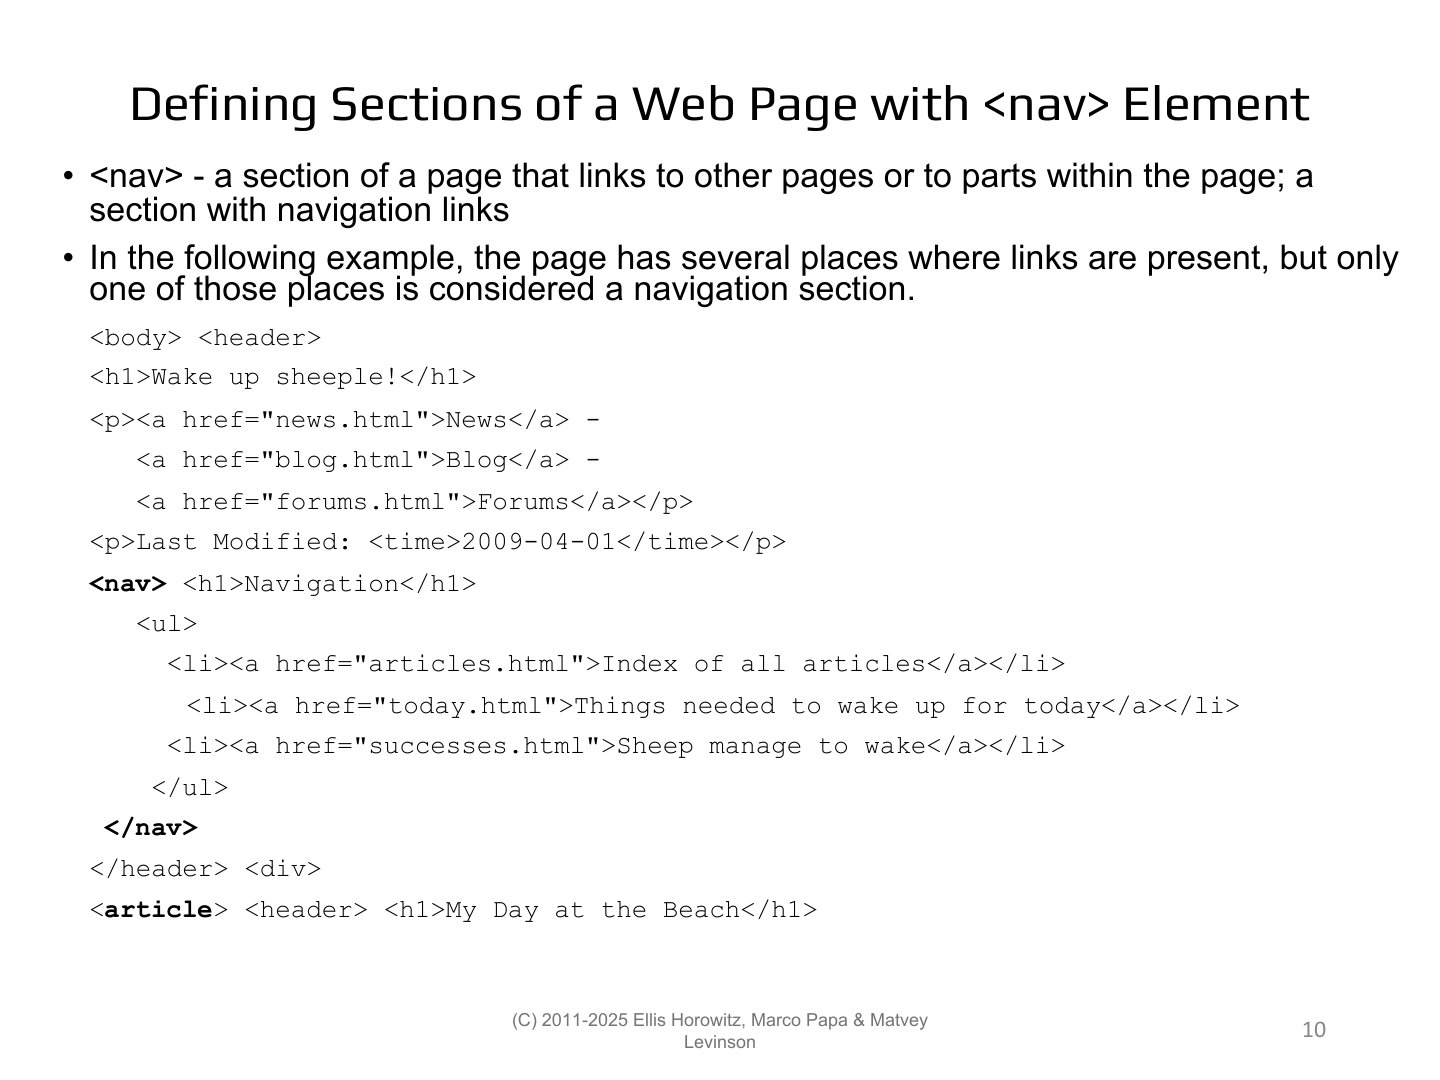 Defining Sections of a Web Page with <nav> Element
• <nav> - a section of a page that links to other pages or to parts within the page; a
section with navigation links
• In the following example, the page has several places where links are present, but only
one of those places is considered a navigation section.
<body> <header>
<h1>Wake up sheeple!</h1>
<p><a href="news.html">News</a> -
<a href="blog.html">Blog</a> -
<a href="forums.html">Forums</a></p>
<p>Last Modified: <time>2009-04-01</time></p>
<nav> <h1>Navigation</h1>
<ul>
<li><a href="articles.html">Index of all articles</a></li>
<li><a href="today.html">Things needed to wake up for today</a></li>
<li><a href="successes.html">Sheep manage to wake</a></li>
</ul>
</nav>
</header> <div>
<article> <header> <h1>My Day at the Beach</h1>
(C) 2011-2025 Ellis Horowitz, Marco Papa & Matvey
Levinson
10